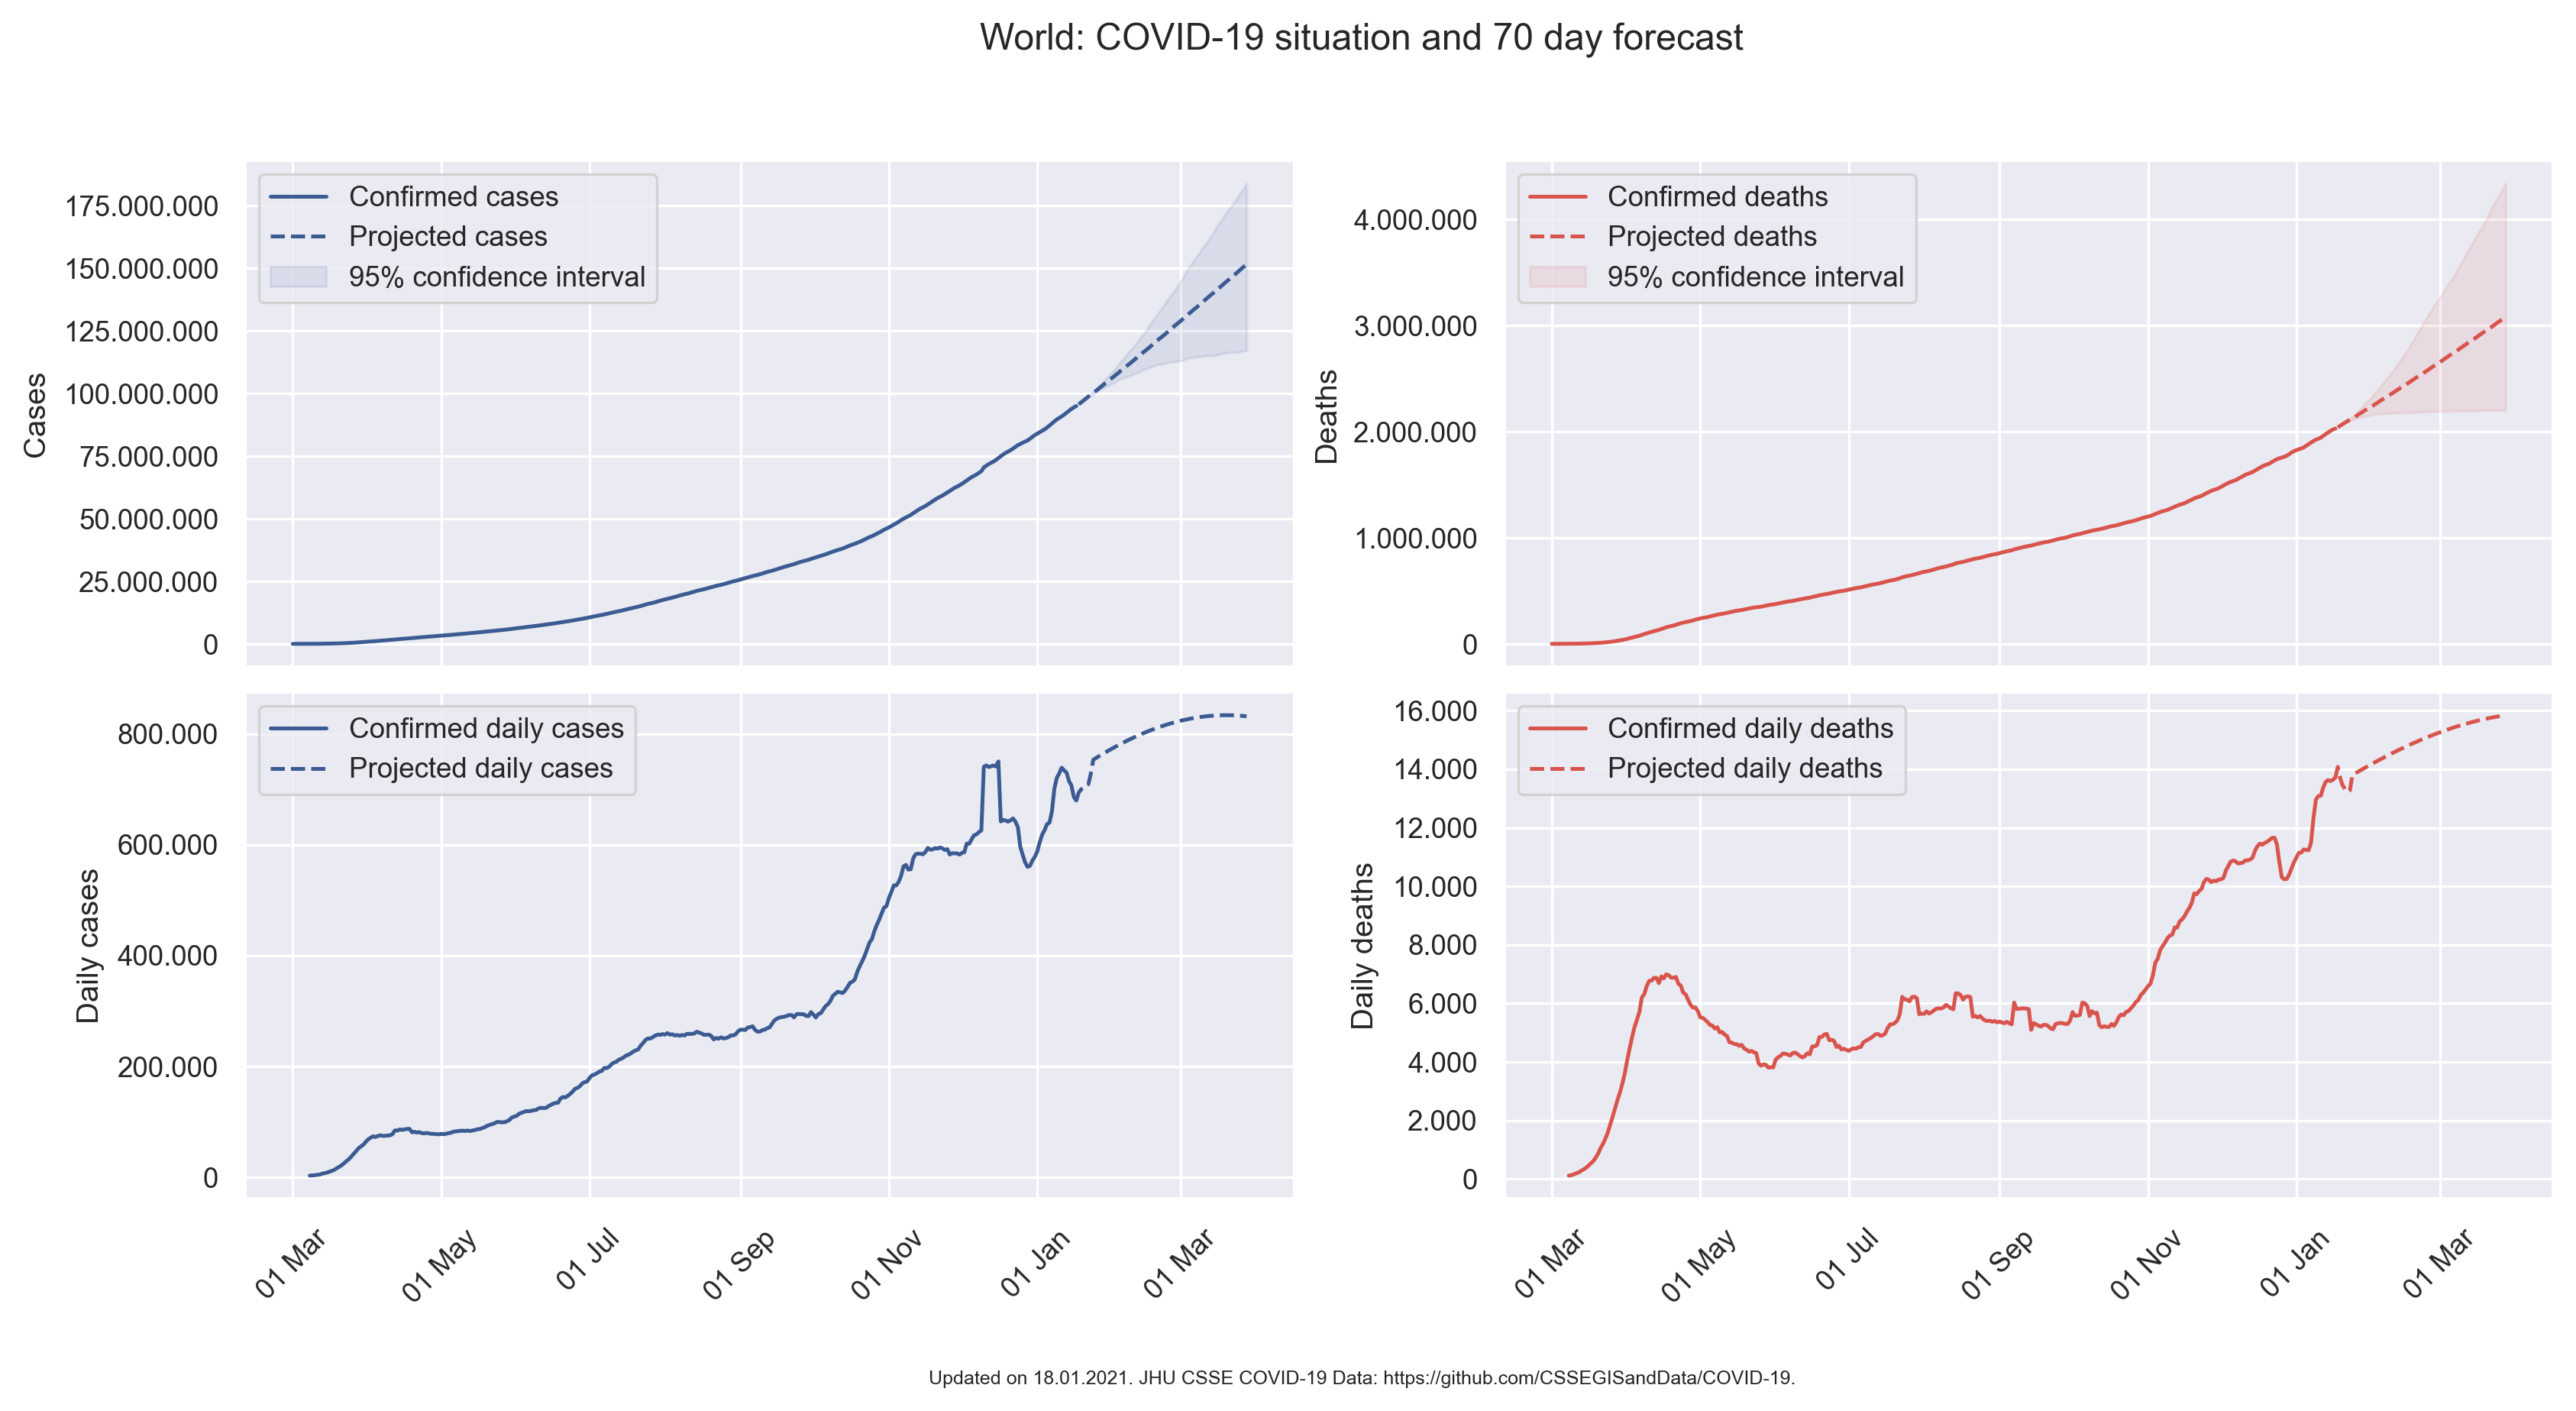 World: COVID-19 situation and 70 day forecast
Cases
175.000.000
150.000.000
125.000.000
100.000.000
75.000.000
50.000.000
25.000.000
0
Confirmed cases
Projected cases
95% confidence interval
Deaths
4.000.000
3.000.000
2.000.000
1.000.000
0
Confirmed deaths
Projected deaths
95% confidence interval
Daily cases
800.000
600.000
400.000
200.000
0
Confirmed daily cases
Projected daily cases
01 Mar
01 May
01 Jul
01 Sep
01 Nov
01 Jan
01 Mar
Daily deaths
16.000
14.000
12.000
10.000
8.000
6.000
4.000
2.000
0
Confirmed daily deaths
Projected daily deaths
01 Mar
01 May
01 Jul
01 Sep
01 Nov
01 Jan
01 Mar
Updated on 18.01.2021. JHU CSSE COVID-19 Data: https://github.com/CSSEGISandData/COVID-19.